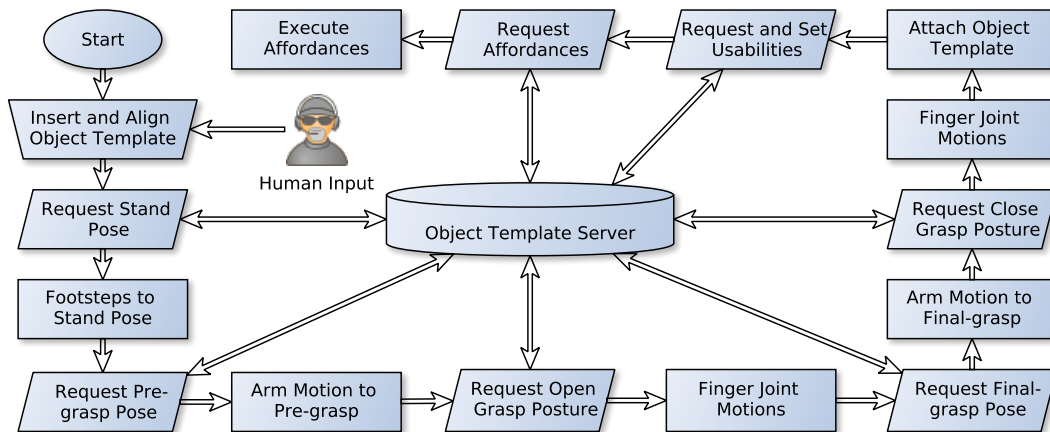 Start
Execute
Affordances
Request
Affordances
Request and Set
Usabilities
Attach Object
Template
Insert and Align
Object Template
Human Input
Finger Joint
Motions
Request Stand
Pose
Object Template Server
Request Close
Grasp Posture
Footsteps to
Stand Pose
Arm Motion to
Final-grasp
Request Pre-
grasp Pose
Arm Motion to
Pre-grasp
Request Open
Grasp Posture
Finger Joint
Motions
Request Final-
grasp Pose